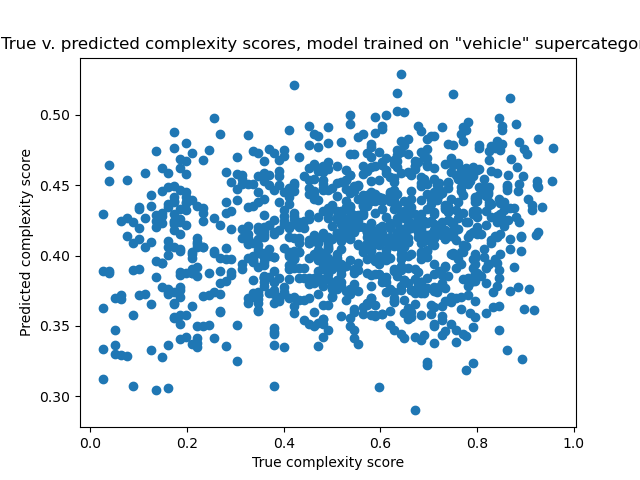 True v. predicted complexity scores, model trained on "vehicle" supercatego
Predicted complexity score
0.50
0.45
0.40
0.35
0.30
0.0 0.2 0.4 0.6 0.8 1.0
True complexity score